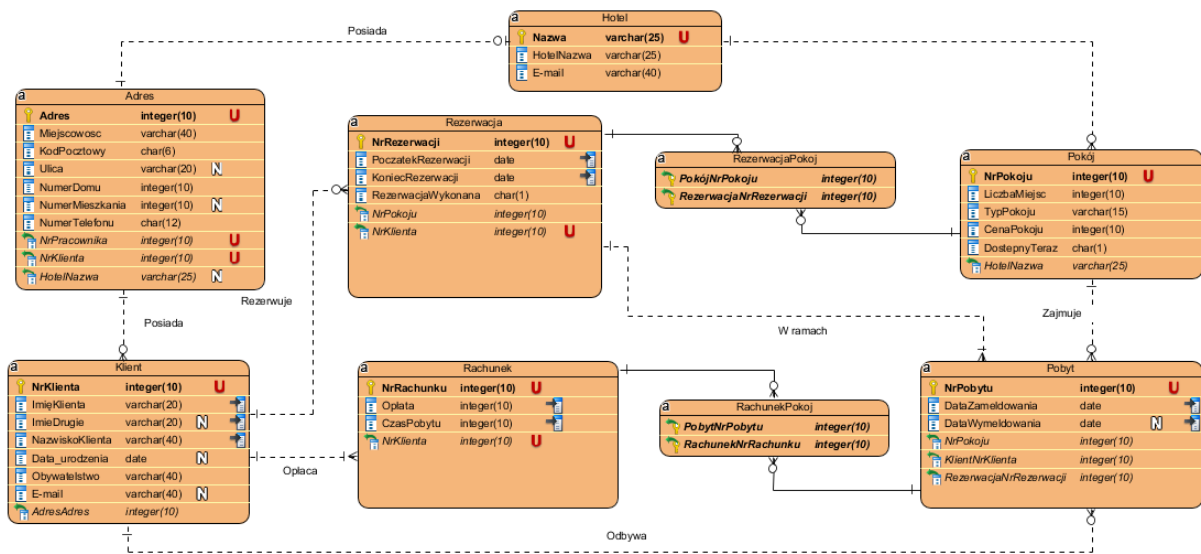 a
Hotel
Nazwa varchar(25) U
HotelNazwa varchar(25)
E-mail varchar(40)
Posiada
a
Adres
Adres integer(10) U
Miejscowosc varchar(40)
KodPocztowy char(6)
Ulica varchar(20) N
NumerDomu integer(10)
NumerMieszkania integer(10) N
NumerTelefonu char(12)
NrPracownika integer(10) U
NrKlienta integer(10) U
HotelNazwa varchar(25) N
a
Rezerwacja
NrRezerwacji integer(10) U
PoczatekRezerwacji date
KoniecRezerwacji date
RezerwacjaWykonana char(1)
NrPokoju integer(10)
NrKlienta integer(10) U
a
RezerwacjaPokoj
PokójNrPokoju integer(10)
RezerwacjaNrRezerwacji integer(10)
a
Pokój
NrPokoju integer(10) U
LiczbaMiejsc integer(10)
TypPokoju varchar(15)
CenaPokoju integer(10)
DostepnyTeraz char(1)
HotelNazwa varchar(25)
Rezerwuje
Posiada
W ramach
Zajmuje
a
Klient
NrKlienta integer(10) U
ImięKlienta varchar(20)
ImieDrugie varchar(20) N
NazwiskoKlienta varchar(40)
Data_urodzenia date N
Obywatelstwo varchar(40)
E-mail varchar(40) N
AdresAdres integer(10)
Opłaca
a
Rachunek
NrRachunku integer(10) U
Opłata integer(10)
CzasPobytu integer(10)
NrKlienta integer(10) U
a
RachunekPokoj
PobytNrPobytu integer(10)
RachunekNrRachunku integer(10)
a
Pobyt
NrPobytu integer(10) U
DataZameldowania date
DataWymeldowania date N
NrPokoju integer(10)
KlientNrKlienta integer(10)
RezerwacjaNrRezerwacji integer(10)
Odbywa